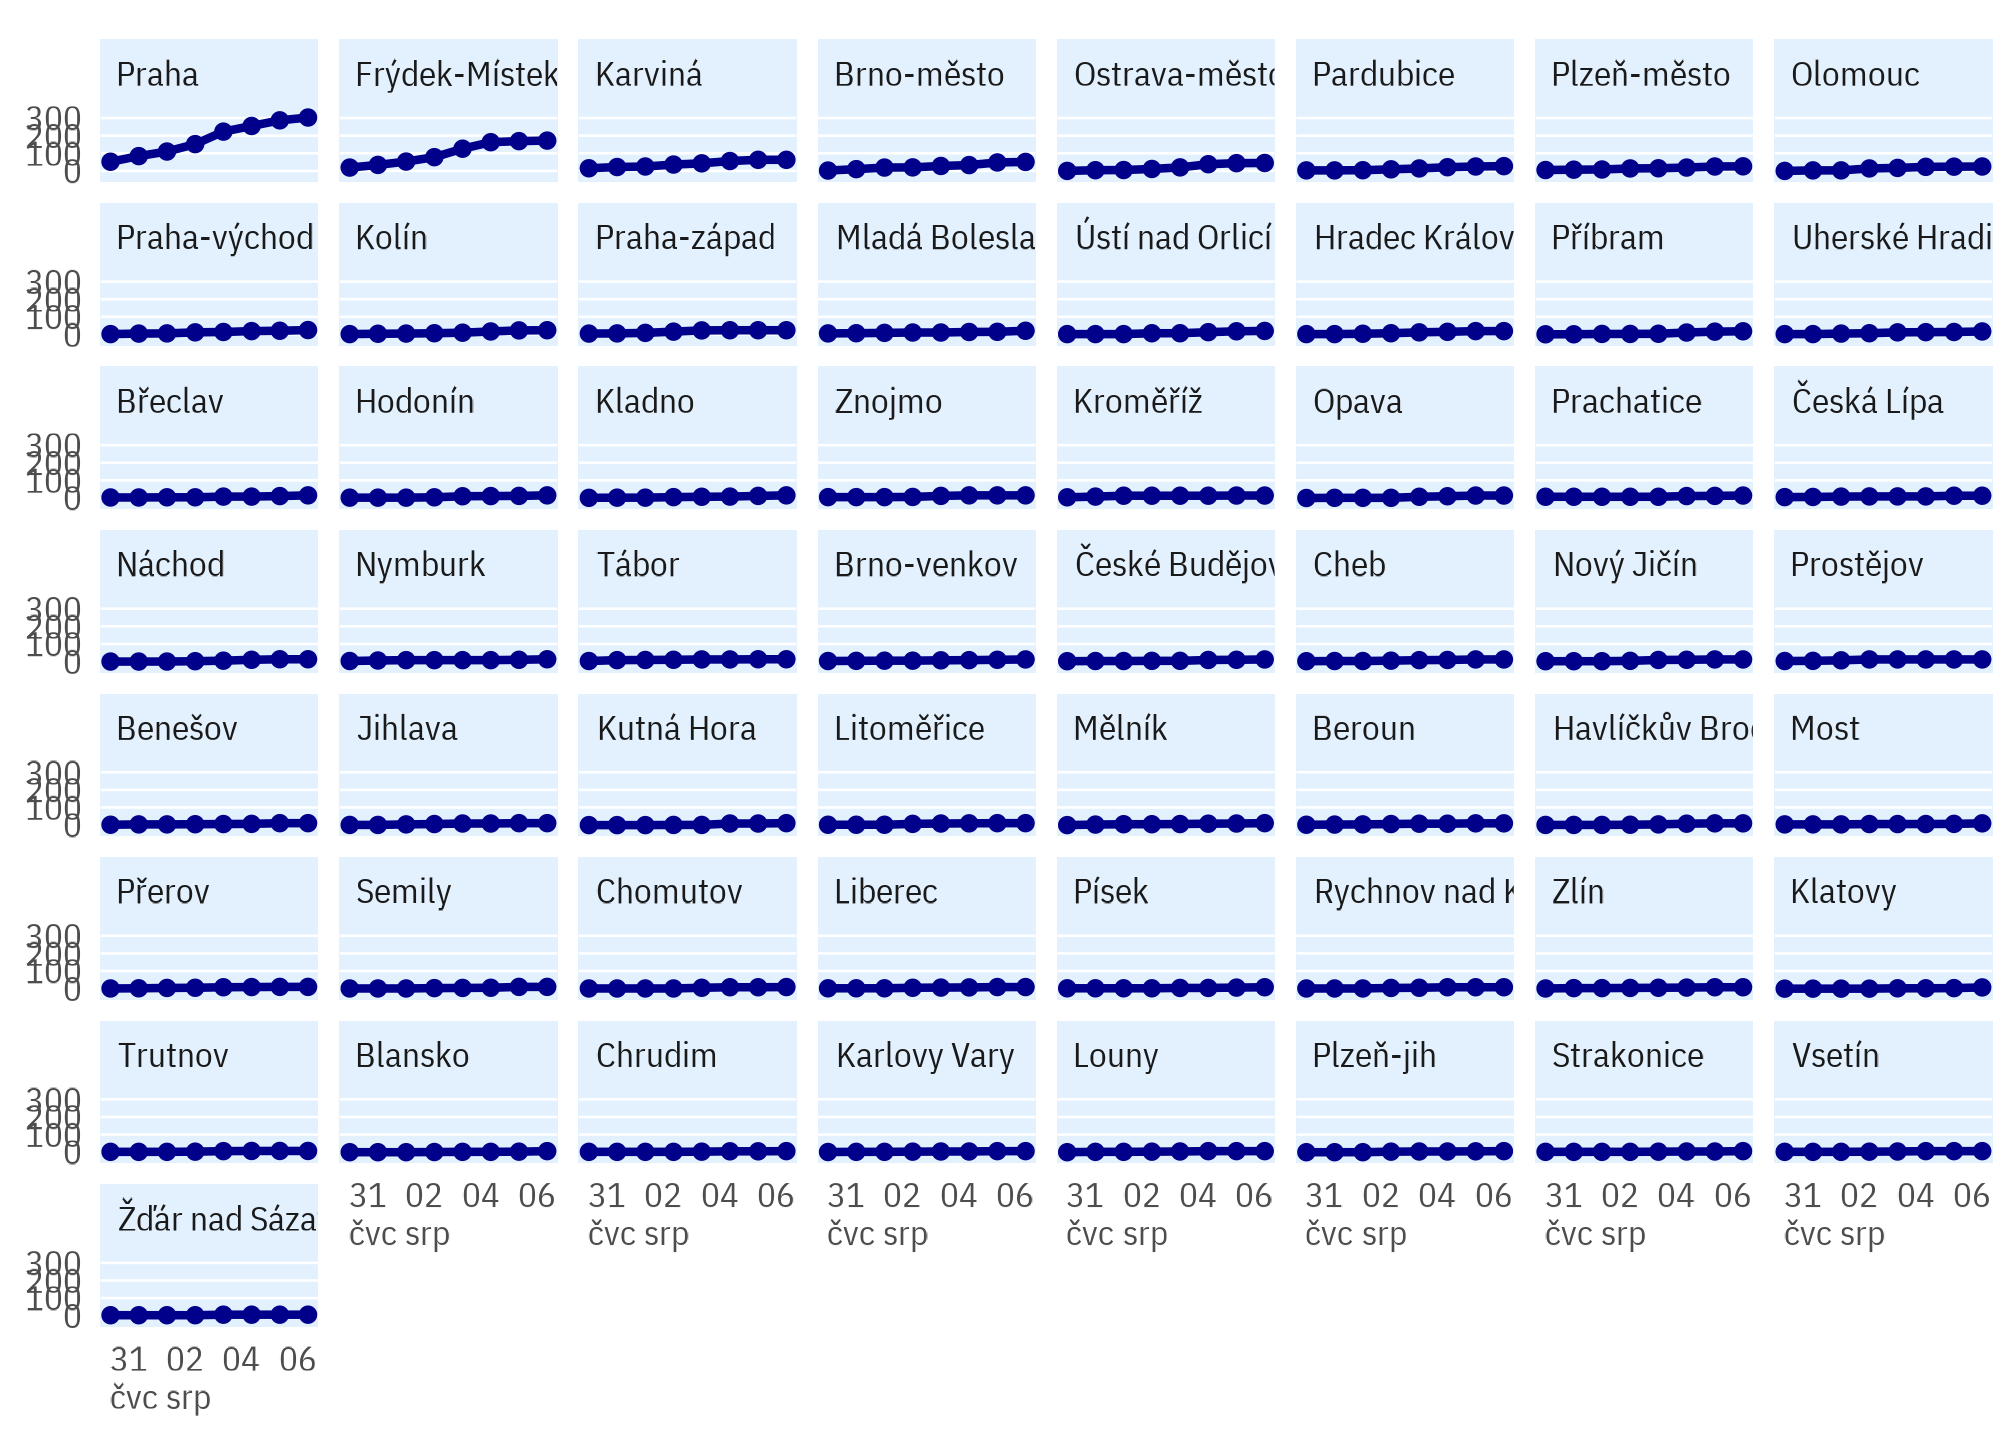 Praha Frýdek-Místek Karviná Brno-město Ostrava-město Pardubice Plzeň-město Olomouc
300
200
100
0
Praha-východ Kolín Praha-západ Mladá Bolesla Ústí nad Orlicí Hradec Králov Příbram Uherské Hradi
300
200
100
0
Břeclav Hodonín Kladno Znojmo Kroměříž Opava Prachatice Česká Lípa
300
200
100
0
Náchod Nymburk Tábor Brno-venkov České Budějov Cheb Nový Jičín Prostějov
300
200
100
0
Benešov Jihlava Kutná Hora Litoměřice Mělník Beroun Havlíčkův Brod Most
300
200
100
0
Přerov Semily Chomutov Liberec Písek Rychnov nad K Zlín Klatovy
300
200
100
0
Trutnov Blansko Chrudim Karlovy Vary Louny Plzeň-jih Strakonice Vsetín
300
200
100
0
31 02 04 06 31 02 04 06 31 02 04 06 31 02 04 06 31 02 04 06 31 02 04 06 31 02 04 06
čvc srp čvc srp čvc srp čvc srp čvc srp čvc srp čvc srp
Žďár nad Sáza
300
200
100
0
31 02 04 06
čvc srp